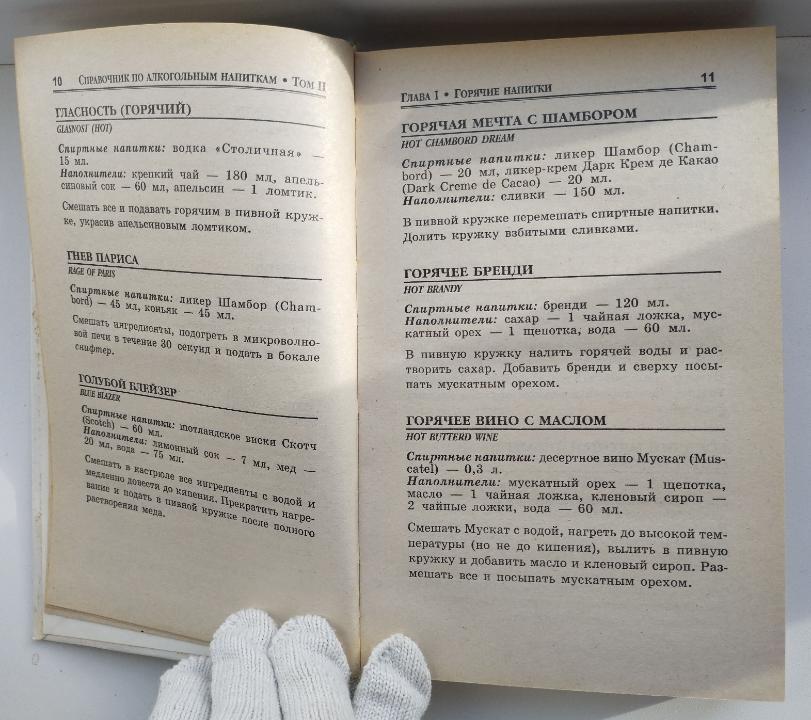 10 Справочник по алкогольным напиткам • Том II
ГЛАСНОСТЬ (ГОРЯЧИЙ)
GLASNOST (HOT)
Спиртные напитки: водка «Столичная» —
15 мл.
Наполнители: крепкий чай — 180 мл, апель-
синовый сок — 60 мл, апельсин — 1 ломтик.
Смешать все и подавать горячим в пивной круж-
ке, украсив апельсиновым ломтиком.
ГНЕВ ПАРИСА
RAGE OF PARIS
Спиртные напитки: ликер Шамбор (Cham-
bord) — 45 мл, коньяк — 45 мл.
Смешать ингредиенты, подогреть в микроволно-
вой печи в течение 30 секунд и подать в бокале
снифтер.
ГОЛУБОЙ БЛЕЙЗЕР
BLUE BLAZER
Спиртные напитки: шотландское виски Скотч
(Scotch) — 60 мл.
Наполнители: лимонный сок — 7 мл, мед —
20 мл, вода — 75 мл.
Смешать в кастрюле все ингредиенты с водой и
медленно довести до кипения. Прекратить нагре-
вание и подать в пивной кружке после полного
растворения меда.
Глава I • Горячие напитки 11
ГОРЯЧАЯ МЕЧТА С ШАМБОРОМ
HOT CHAMBORD DREAM
Спиртные напитки: ликер Шамбор (Cham-
bord) — 20 мл, ликер-крем Дарк Крем де Какао
(Dark Creme de Cacao) — 20 мл.
Наполнители: сливки — 150 мл.
В пивной кружке перемешать спиртные напитки.
Долить кружку взбитыми сливками.
ГОРЯЧЕЕ БРЕНДИ
HOT BRANDY
Спиртные напитки: бренди — 120 мл.
Наполнители: сахар — 1 чайная ложка, мус-
катный орех — 1 щепотка, вода — 60 мл.
В пивную кружку налить горячей воды и рас-
творить сахар. Добавить бренди и сверху посы-
пать мускатным орехом.
ГОРЯЧЕЕ ВИНО С МАСЛОМ
HOT BUTTERD WINE
Спиртные напитки: десертное вино Мускат (Mus-
catel) — 0,3 л.
Наполнители: мускатный орех — 1 щепотка,
масло — 1 чайная ложка, кленовый сироп —
2 чайные ложки, вода — 60 мл.
Смешать Мускат с водой, нагреть до высокой тем-
пературы (но не до кипения), вылить в пивную
кружку и добавить масло и кленовый сироп. Раз-
мешать все и посыпать мускатным орехом.